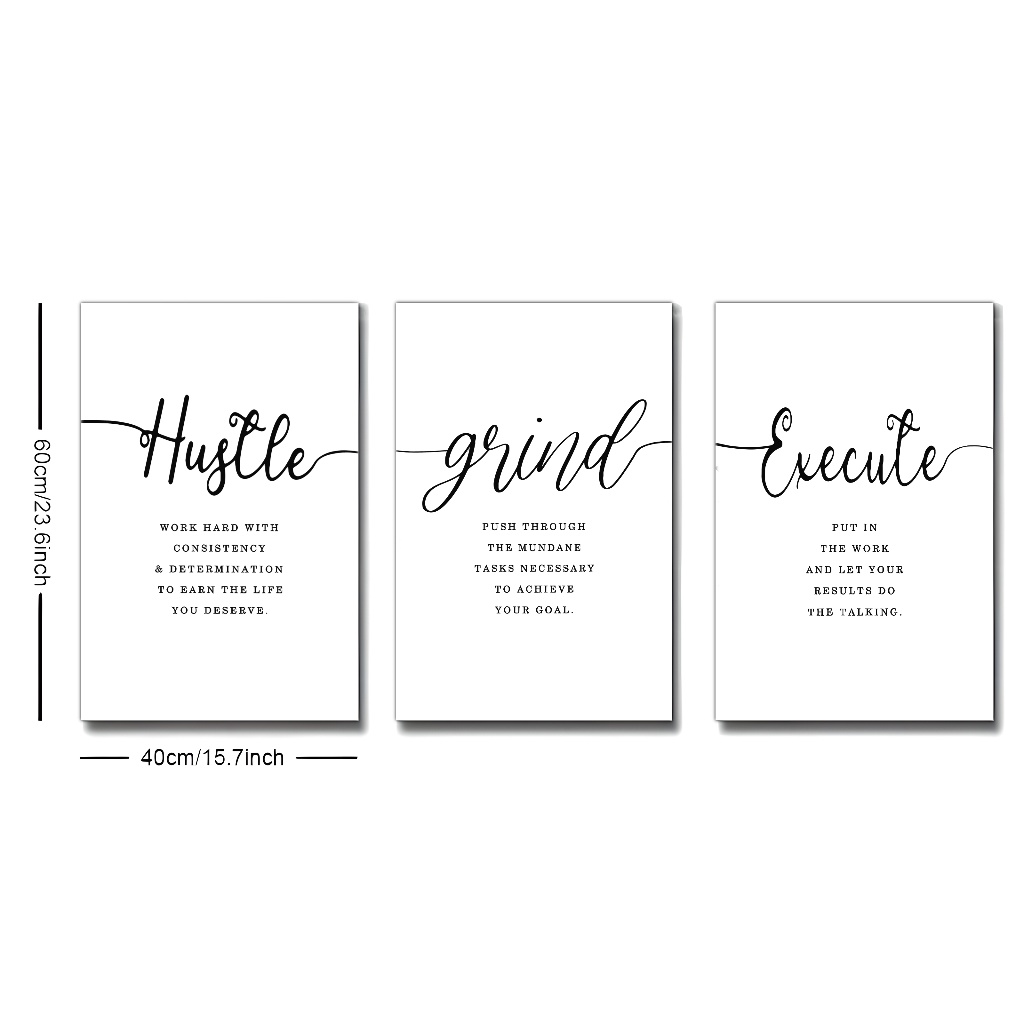 Hustle
WORK HARD WITH
CONSISTENCY
& DETERMINATION
TO EARN THE LIFE
YOU DESERVE.
grind
PUSH THROUGH
THE MUNDANE
TASKS NECESSARY
TO ACHIEVE
YOUR GOAL.
Execute
PUT IN
THE WORK
AND LET YOUR
RESULTS DO
THE TALKING.
60cm/23.6inch
40cm/15.7inch